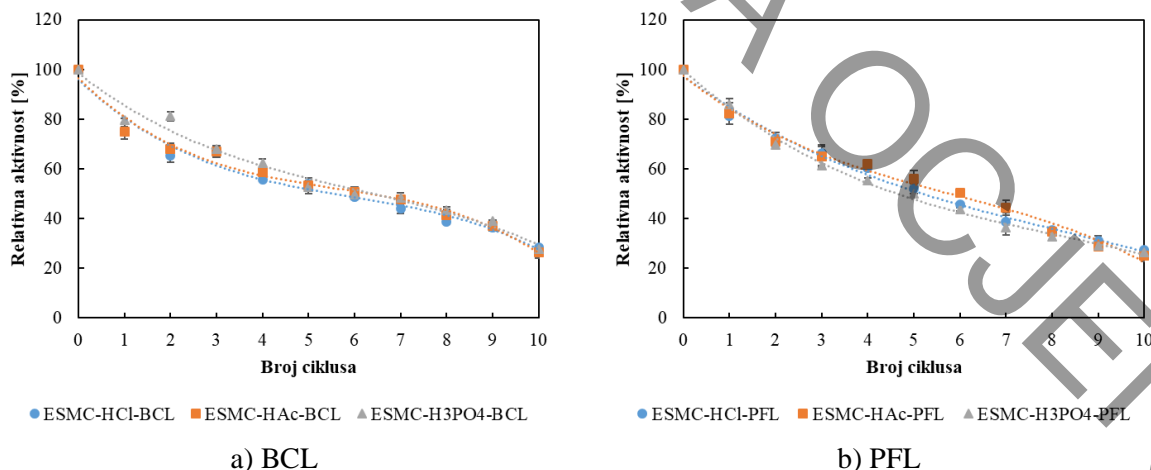 120
100
80
60
40
20
0
Relativna aktivnost [%]
0 1 2 3 4 5 6 7 8 9 10
Broj ciklusa
ESMC-HCl-BCL ESMC-HAc-BCL ESMC-H3PO4-BCL
a) BCL
120
100
80
60
40
20
0
Relativna aktivnost [%]
0 1 2 3 4 5 6 7 8 9 10
Broj ciklusa
ESMC-HCl-PFL ESMC-HAc-PFL ESMC-H3PO4-PFL
b) PFL